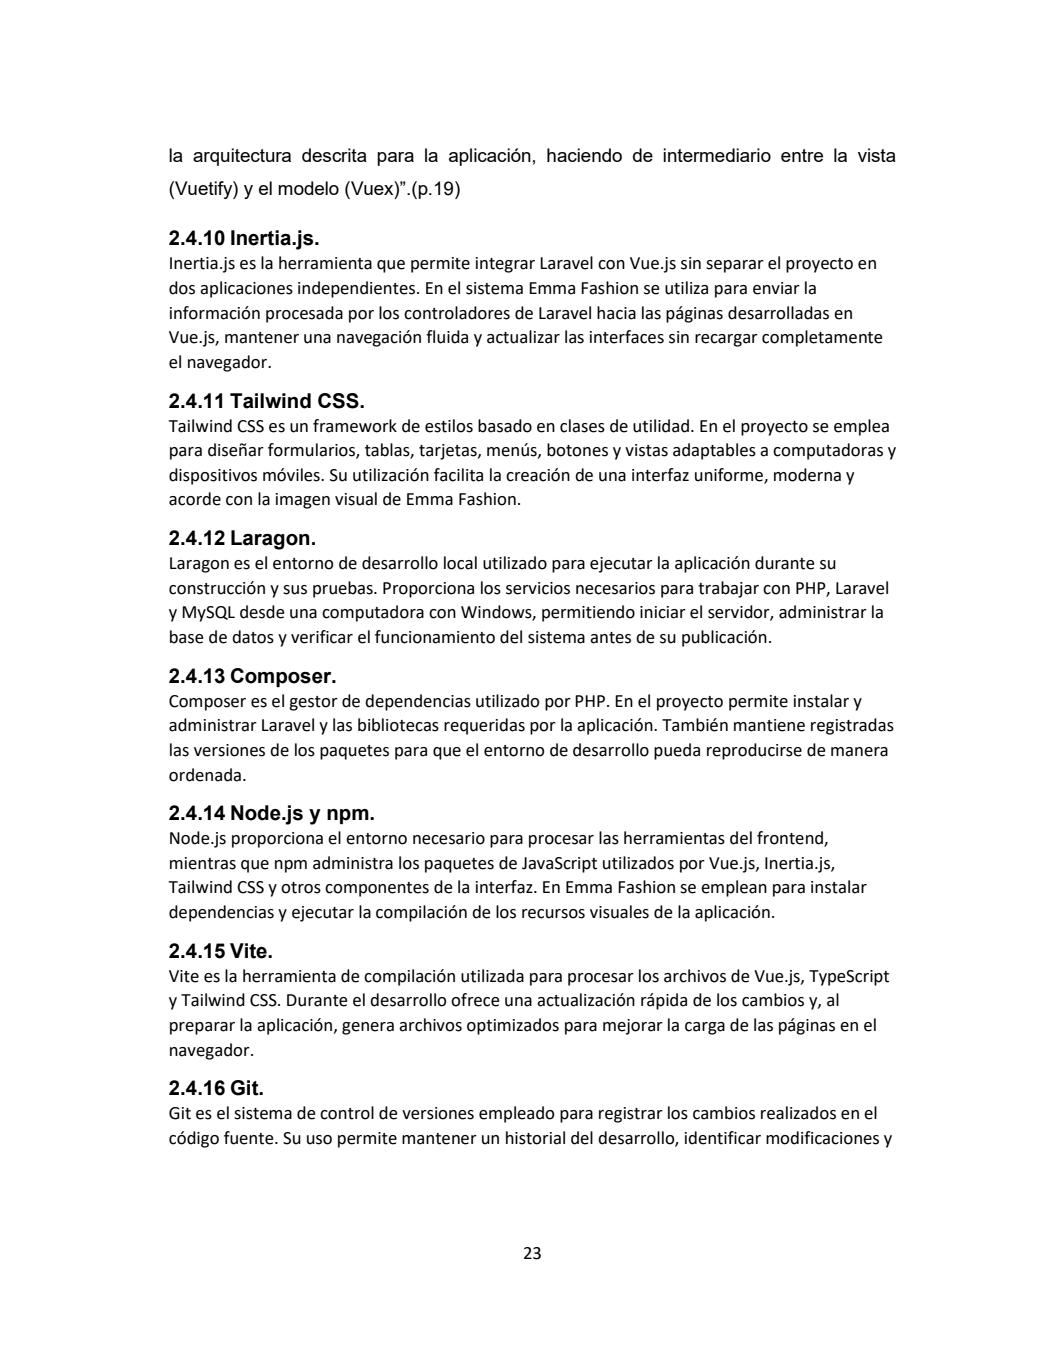 la arquitectura descrita para la aplicación, haciendo de intermediario entre la vista
(Vuetify) y el modelo (Vuex)”.(p.19)
2.4.10 Inertia.js.
Inertia.js es la herramienta que permite integrar Laravel con Vue.js sin separar el proyecto en
dos aplicaciones independientes. En el sistema Emma Fashion se utiliza para enviar la
información procesada por los controladores de Laravel hacia las páginas desarrolladas en
Vue.js, mantener una navegación fluida y actualizar las interfaces sin recargar completamente
el navegador.
2.4.11 Tailwind CSS.
Tailwind CSS es un framework de estilos basado en clases de utilidad. En el proyecto se emplea
para diseñar formularios, tablas, tarjetas, menús, botones y vistas adaptables a computadoras y
dispositivos móviles. Su utilización facilita la creación de una interfaz uniforme, moderna y
acorde con la imagen visual de Emma Fashion.
2.4.12 Laragon.
Laragon es el entorno de desarrollo local utilizado para ejecutar la aplicación durante su
construcción y sus pruebas. Proporciona los servicios necesarios para trabajar con PHP, Laravel
y MySQL desde una computadora con Windows, permitiendo iniciar el servidor, administrar la
base de datos y verificar el funcionamiento del sistema antes de su publicación.
2.4.13 Composer.
Composer es el gestor de dependencias utilizado por PHP. En el proyecto permite instalar y
administrar Laravel y las bibliotecas requeridas por la aplicación. También mantiene registradas
las versiones de los paquetes para que el entorno de desarrollo pueda reproducirse de manera
ordenada.
2.4.14 Node.js y npm.
Node.js proporciona el entorno necesario para procesar las herramientas del frontend,
mientras que npm administra los paquetes de JavaScript utilizados por Vue.js, Inertia.js,
Tailwind CSS y otros componentes de la interfaz. En Emma Fashion se emplean para instalar
dependencias y ejecutar la compilación de los recursos visuales de la aplicación.
2.4.15 Vite.
Vite es la herramienta de compilación utilizada para procesar los archivos de Vue.js, TypeScript
y Tailwind CSS. Durante el desarrollo ofrece una actualización rápida de los cambios y, al
preparar la aplicación, genera archivos optimizados para mejorar la carga de las páginas en el
navegador.
2.4.16 Git.
Git es el sistema de control de versiones empleado para registrar los cambios realizados en el
código fuente. Su uso permite mantener un historial del desarrollo, identificar modificaciones y
23